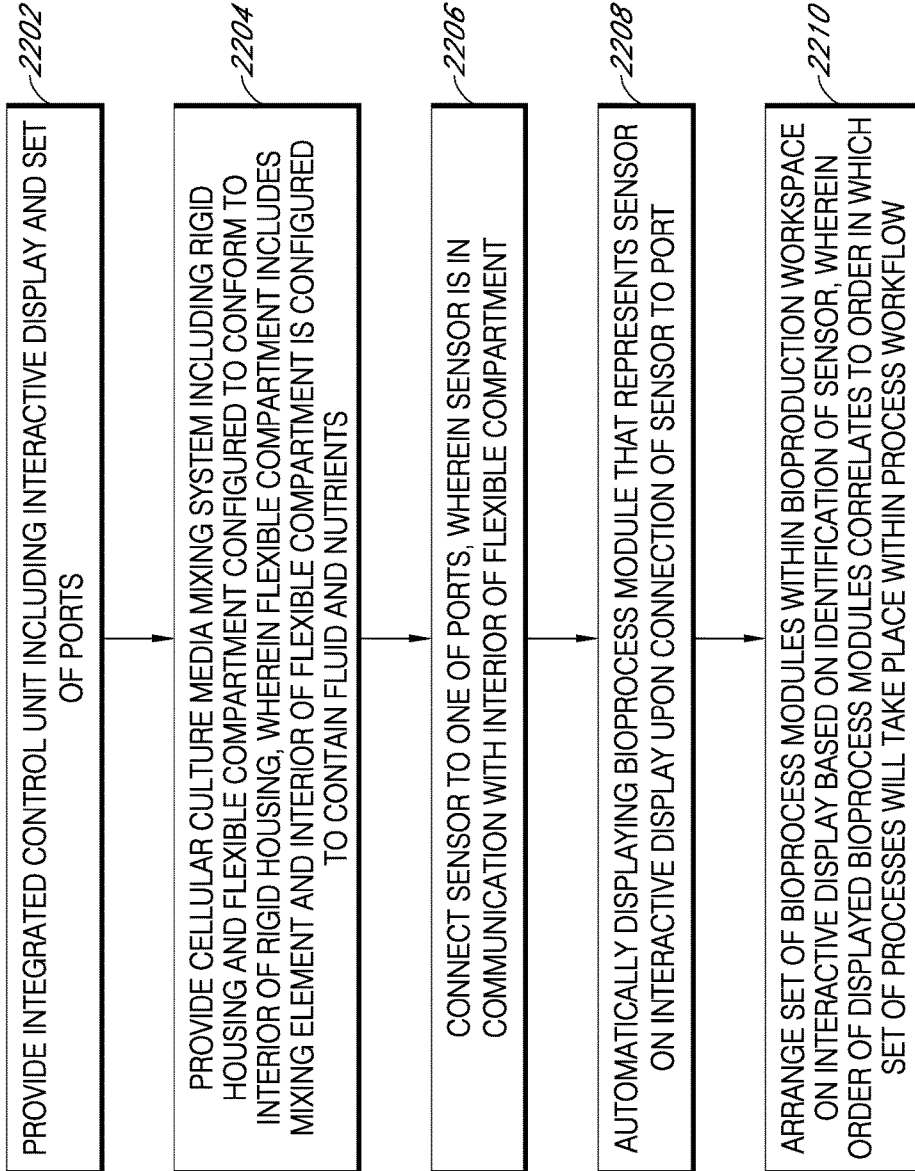 PROVIDE INTEGRATED CONTROL UNIT INCLUDING INTERACTIVE DISPLAY AND SET
OF PORTS
2202
PROVIDE CELLULAR CULTURE MEDIA MIXING SYSTEM INCLUDING RIGID
HOUSING AND FLEXIBLE COMPARTMENT CONFIGURED TO CONFORM TO
INTERIOR OF RIGID HOUSING, WHEREIN FLEXIBLE COMPARTMENT INCLUDES
MIXING ELEMENT AND INTERIOR OF FLEXIBLE COMPARTMENT IS CONFIGURED
TO CONTAIN FLUID AND NUTRIENTS
2204
CONNECT SENSOR TO ONE OF PORTS, WHEREIN SENSOR IS IN
COMMUNICATION WITH INTERIOR OF FLEXIBLE COMPARTMENT
2206
AUTOMATICALLY DISPLAYING BIOPROCESS MODULE THAT REPRESENTS SENSOR
ON INTERACTIVE DISPLAY UPON CONNECTION OF SENSOR TO PORT
2208
ARRANGE SET OF BIOPROCESS MODULES WITHIN BIOPRODUCTION WORKSPACE
ON INTERACTIVE DISPLAY BASED ON IDENTIFICATION OF SENSOR, WHEREIN
ORDER OF DISPLAYED BIOPROCESS MODULES CORRELATES TO ORDER IN WHICH
SET OF PROCESSES WILL TAKE PLACE WITHIN PROCESS WORKFLOW
2210